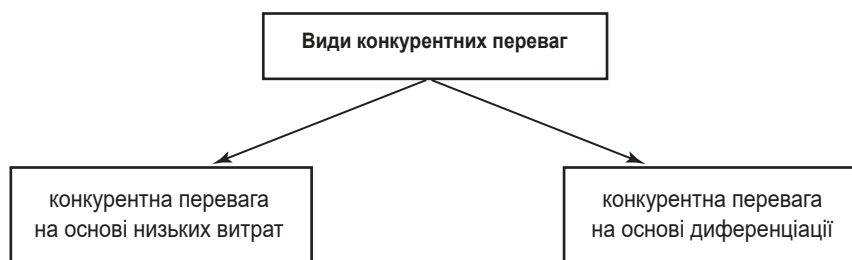 Види конкурентних переваг
конкурентна перевага
на основі низьких витрат
конкурентна перевага
на основі диференціації